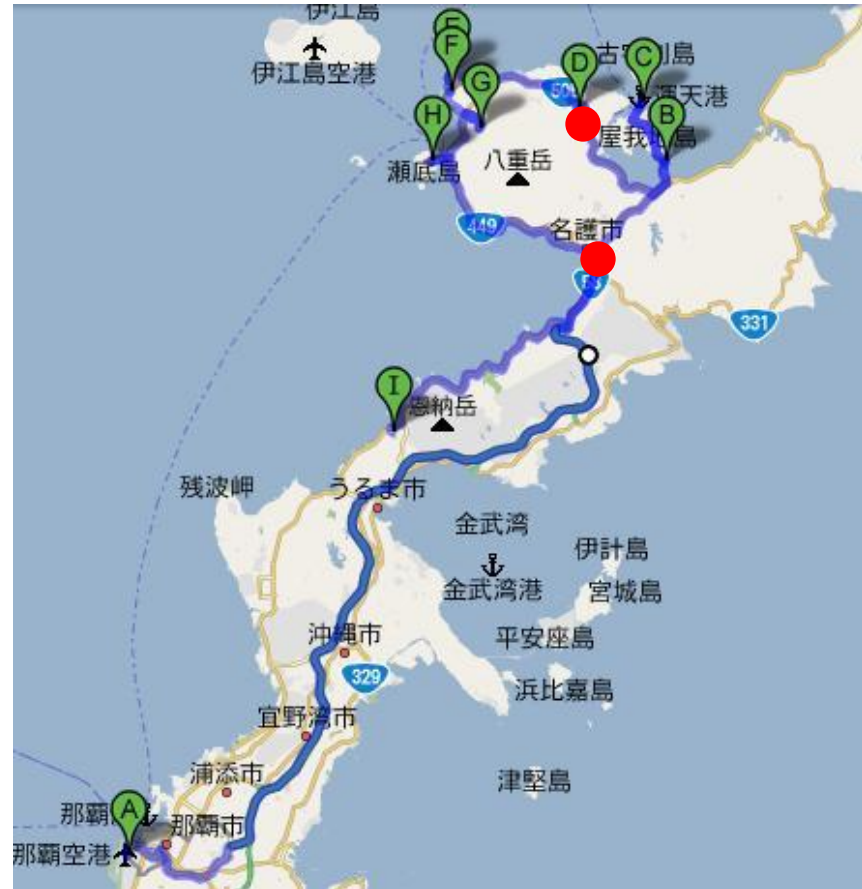 伊江島
伊江島空港
E
F
G
H
D
C
B
505
運天港
屋我地島
八重岳
瀬底島
449
名護市
58
331
I
恩納岳
残波岬
うるま市
金武湾
金武湾港
伊計島
宮城島
平安座島
浜比嘉島
沖縄市
329
宜野湾市
浦添市
津堅島
A
那覇市
那覇空港